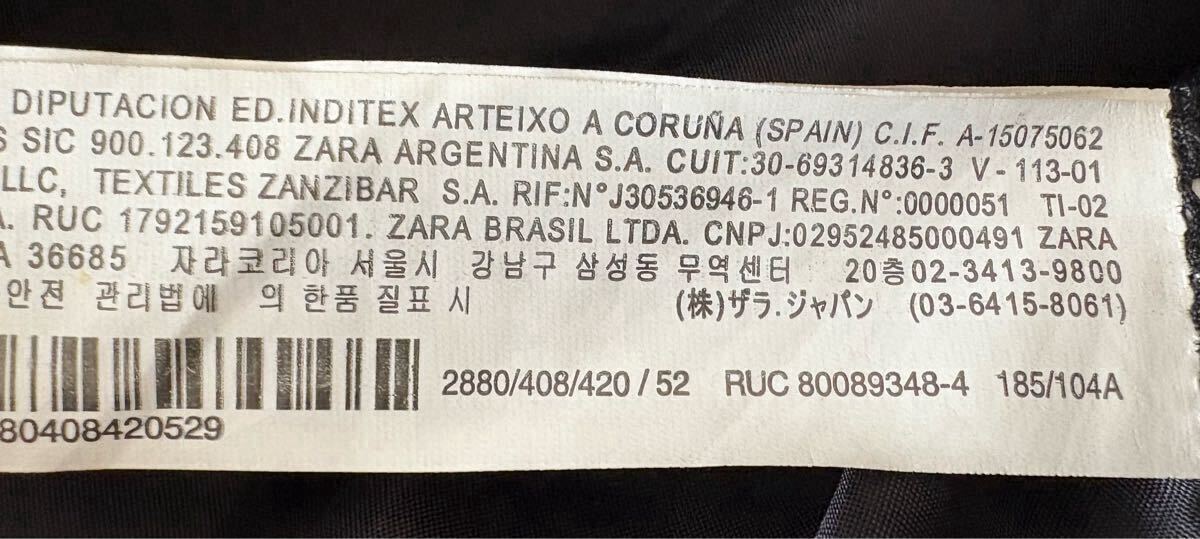 DIPUTACION ED.INDITEX ARTEIXO A CORUÑA (SPAIN) C.I.F. A-15075062
S SIC 900.123.408 ZARA ARGENTINA S.A. CUIT:30-69314836-3 V-113-01
LLC, TEXTILES ZANZIBAR S.A. RIF:N°J30536946-1 REG.N°:0000051 TI-02
A. RUC 1792159105001. ZARA BRASIL LTDA. CNPJ:02952485000491 ZARA
A 36685 자라코리아 서울시 강남구 삼성동 무역센터 20층02-3413-9800
안전 관리법에 의한품질표시 (株)ザラ.ジャパン (03-6415-8061)
2880/408/420/52 RUC 80089348-4 185/104A
80408420529